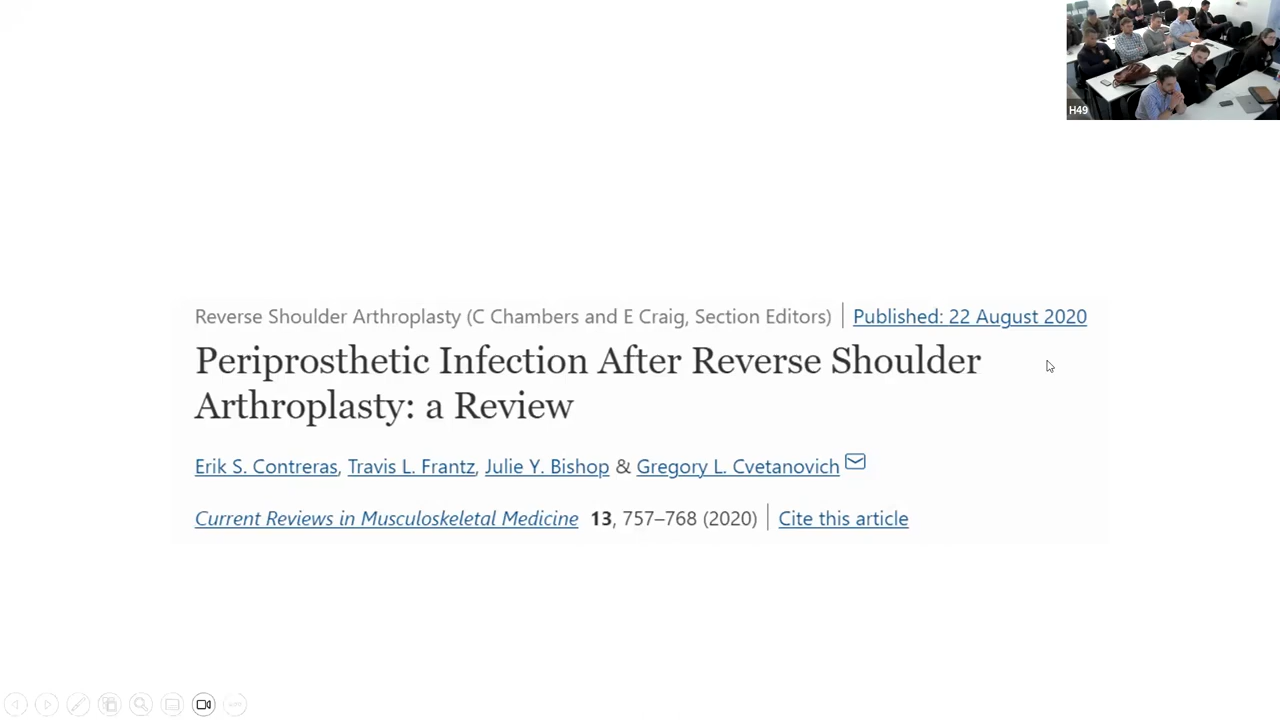 H49
Reverse Shoulder Arthroplasty (C Chambers and E Craig, Section Editors) | Published: 22 August 2020
Periprosthetic Infection After Reverse Shoulder
Arthroplasty: a Review
Erik S. Contreras, Travis L. Frantz, Julie Y. Bishop & Gregory L. Cvetanovich
Current Reviews in Musculoskeletal Medicine 13, 757–768 (2020) | Cite this article